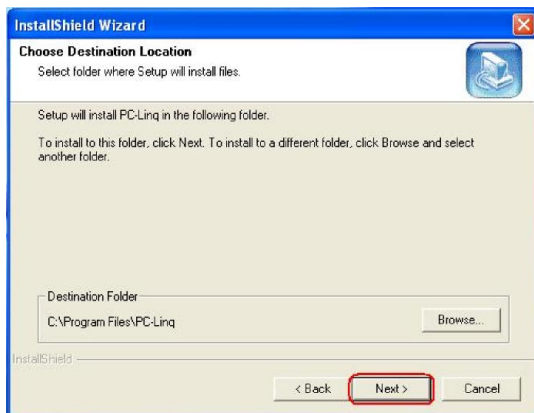 InstallShield Wizard
Choose Destination Location
Select folder where Setup will install files.
Setup will install PC-Linq in the following folder.
To install to this folder, click Next. To install to a different folder, click Browse and select
another folder.
Destination Folder
C:\Program Files\PC-Linq
Browse...
InstallShield
< Back
Next >
Cancel